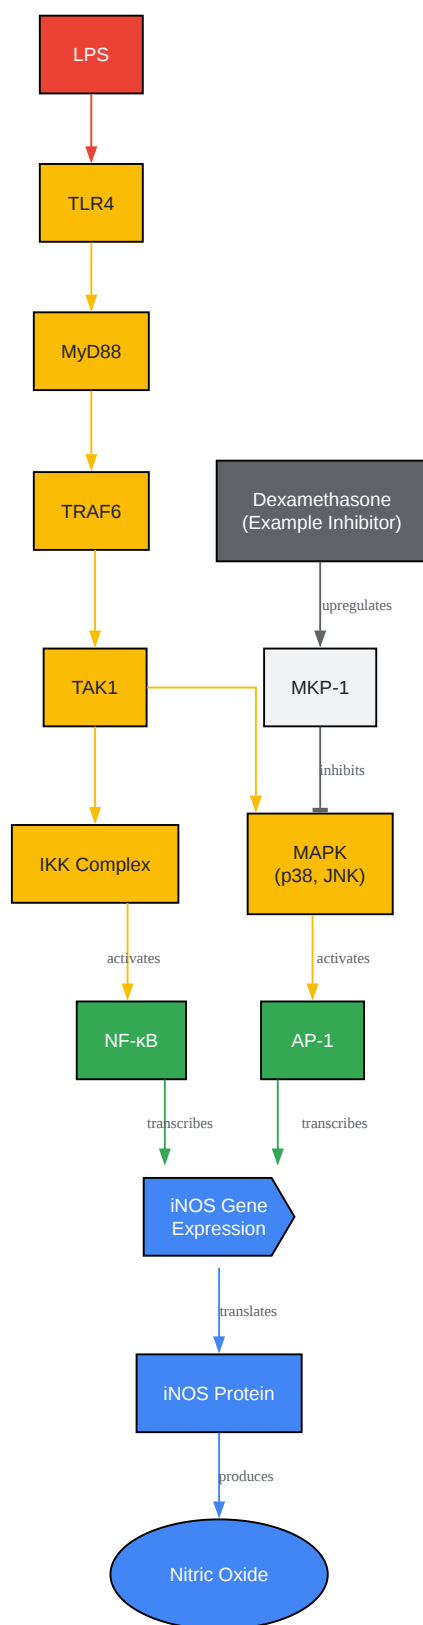 LPS
TLR4
MyD88
TRAF6
Dexamethasone
(Example Inhibitor)
upregulates
TAK1
MKP-1
inhibits
IKK Complex
MAPK
(p38, JNK)
activates
activates
NF-κB
AP-1
transcribes
transcribes
iNOS Gene
Expression
translates
iNOS Protein
produces
Nitric Oxide